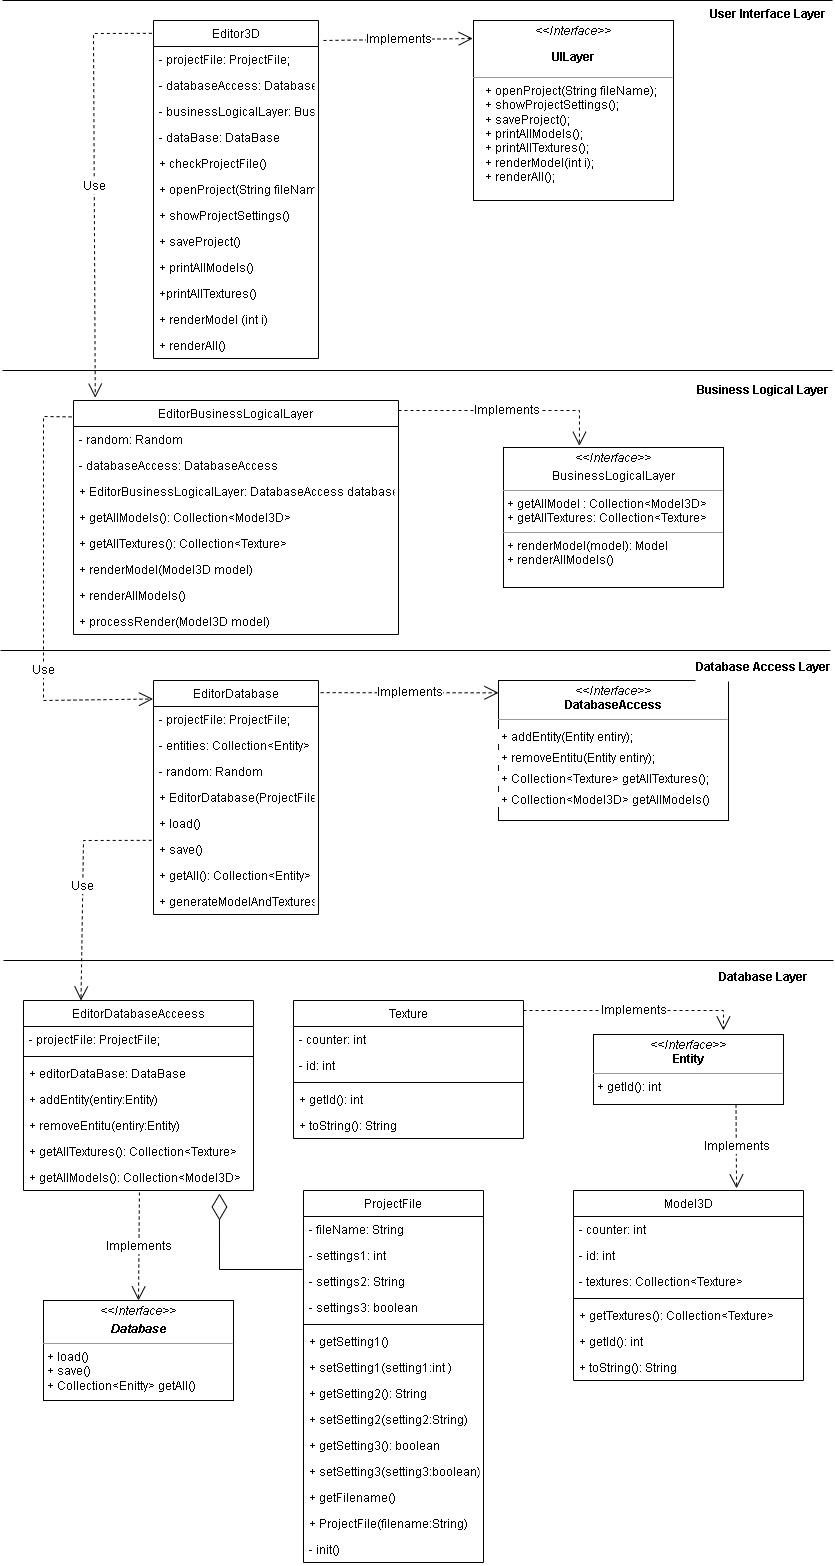 User Interface Layer
Editor3D
- projectFile: ProjectFile;
- databaseAccess: Database
- businessLogicalLayer: Bus
- dataBase: DataBase
+ checkProjectFile()
+ openProject(String fileNam
+ showProjectSettings()
+ saveProject()
+ printAllModels()
+printAllTextures()
+ renderModel (int i)
+ renderAll()
Implements
<<Interface>>
UILayer
+ openProject(String fileName);
+ showProjectSettings();
+ saveProject();
+ printAllModels();
+ printAllTextures();
+ renderModel(int i);
+ renderAll();
Use
Business Logical Layer
EditorBusinessLogicalLayer
- random: Random
- databaseAccess: DatabaseAccess
+ EditorBusinessLogicalLayer: DatabaseAccess database
+ getAllModels(): Collection<Model3D>
+ getAllTextures(): Collection<Texture>
+ renderModel(Model3D model)
+ renderAllModels()
+ processRender(Model3D model)
Implements
<<Interface>>
BusinessLogicalLayer
+ getAllModel : Collection<Model3D>
+ getAllTextures: Collection<Texture>
+ renderModel(model): Model
+ renderAllModels()
Use
Database Access Layer
EditorDatabase
- projectFile: ProjectFile;
- entities: Collection<Entity>
- random: Random
+ EditorDatabase(ProjectFile
+ load()
+ save()
+ getAll(): Collection<Entity>
+ generateModelAndTextures
Implements
<<Interface>>
DatabaseAccess
+ addEntity(Entity entiry);
+ removeEntitu(Entity entiry);
+ Collection<Texture> getAllTextures();
+ Collection<Model3D> getAllModels()
Use
Database Layer
EditorDatabaseAcceess
- projectFile: ProjectFile;
+ editorDataBase: DataBase
+ addEntity(entiry:Entity)
+ removeEntitu(entiry:Entity)
+ getAllTextures(): Collection<Texture>
+ getAllModels(): Collection<Model3D>
Texture
- counter: int
- id: int
+ getId(): int
+ toString(): String
Implements
<<Interface>>
Entity
+ getId(): int
Implements
Model3D
- counter: int
- id: int
- textures: Collection<Texture>
+ getTextures(): Collection<Texture>
+ getId(): int
+ toString(): String
ProjectFile
- fileName: String
- settings1: int
- settings2: String
- settings3: boolean
+ getSetting1()
+ setSetting1(setting1:int )
+ getSetting2(): String
+ setSetting2(setting2:String)
+ getSetting3(): boolean
+ setSetting3(setting3:boolean)
+ getFilename()
+ ProjectFile(filename:String)
- init()
Implements
<<Interface>>
Database
+ load()
+ save()
+ Collection<Enitty> getAll()